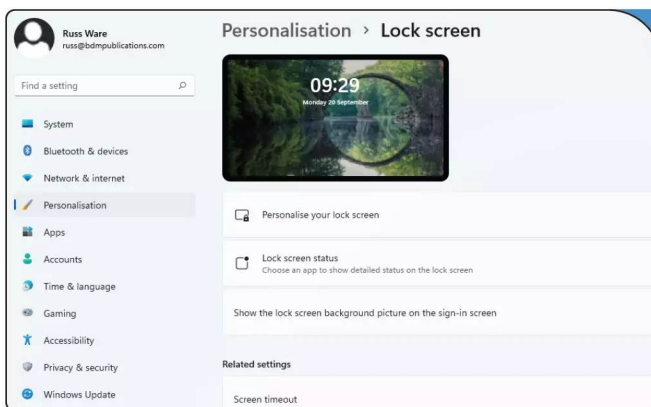 Russ Ware
russ@bdmpublications.com
Find a setting
System
Bluetooth & devices
Network & internet
Personalisation
Apps
Accounts
Time & language
Gaming
Accessibility
Privacy & security
Windows Update
Personalisation > Lock screen
09:29
Monday 20 September
Personalise your lock screen
Lock screen status
Choose an app to show detailed status on the lock screen
Show the lock screen background picture on the sign-in screen
Related settings
Screen timeout